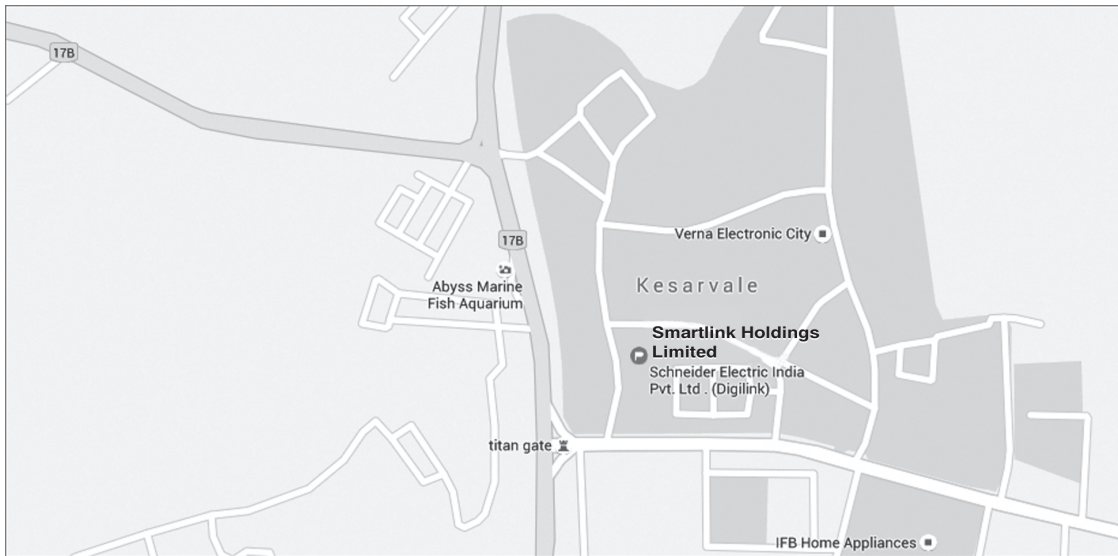 17B
17B
Verna Electronic City
Abyss Marine
Fish Aquarium
Kesarvale
Smartlink Holdings
Limited
Schneider Electric India
Pvt. Ltd . (Digilink)
titan gate
IFB Home Appliances